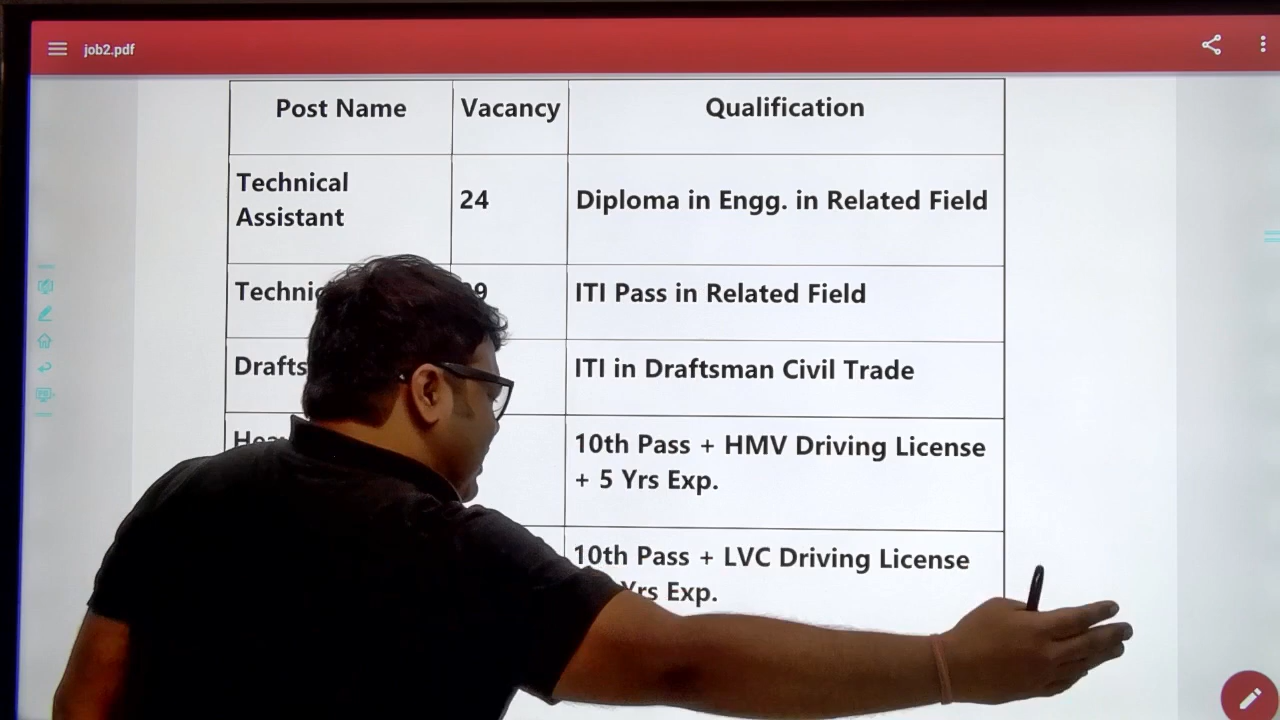 job2.pdf
Post Name Vacancy Qualification
Technical
Assistant
24 Diploma in Engg. in Related Field
ITI Pass in Related Field
ITI in Draftsman Civil Trade
10th Pass + HMV Driving License
+ 5 Yrs Exp.
10th Pass + LVC Driving License
Yrs Exp.